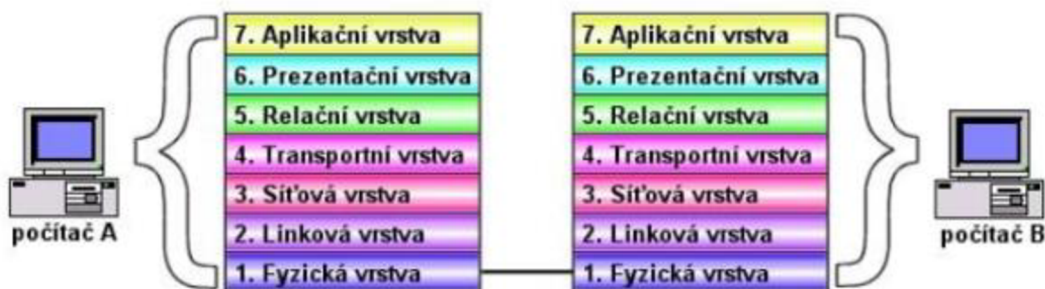 7. Aplikační vrstva
6. Prezentační vrstva
5. Relační vrstva
4. Transportní vrstva
3. Síťová vrstva
2. Linková vrstva
1. Fyzická vrstva
počítač A
7. Aplikační vrstva
6. Prezentační vrstva
5. Relační vrstva
4. Transportní vrstva
3. Síťová vrstva
2. Linková vrstva
1. Fyzická vrstva
počítač B